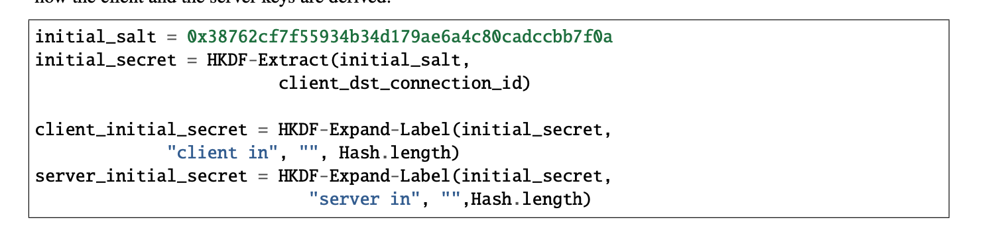 now the client and the server keys are derived.
initial_salt = 0x38762cf7f55934b34d179ae6a4c80cadccbb7f0a
initial_secret = HKDF-Extract(initial_salt,
client_dst_connection_id)
client_initial_secret = HKDF-Expand-Label(initial_secret,
"client in", "", Hash.length)
server_initial_secret = HKDF-Expand-Label(initial_secret,
"server in", "",Hash.length)